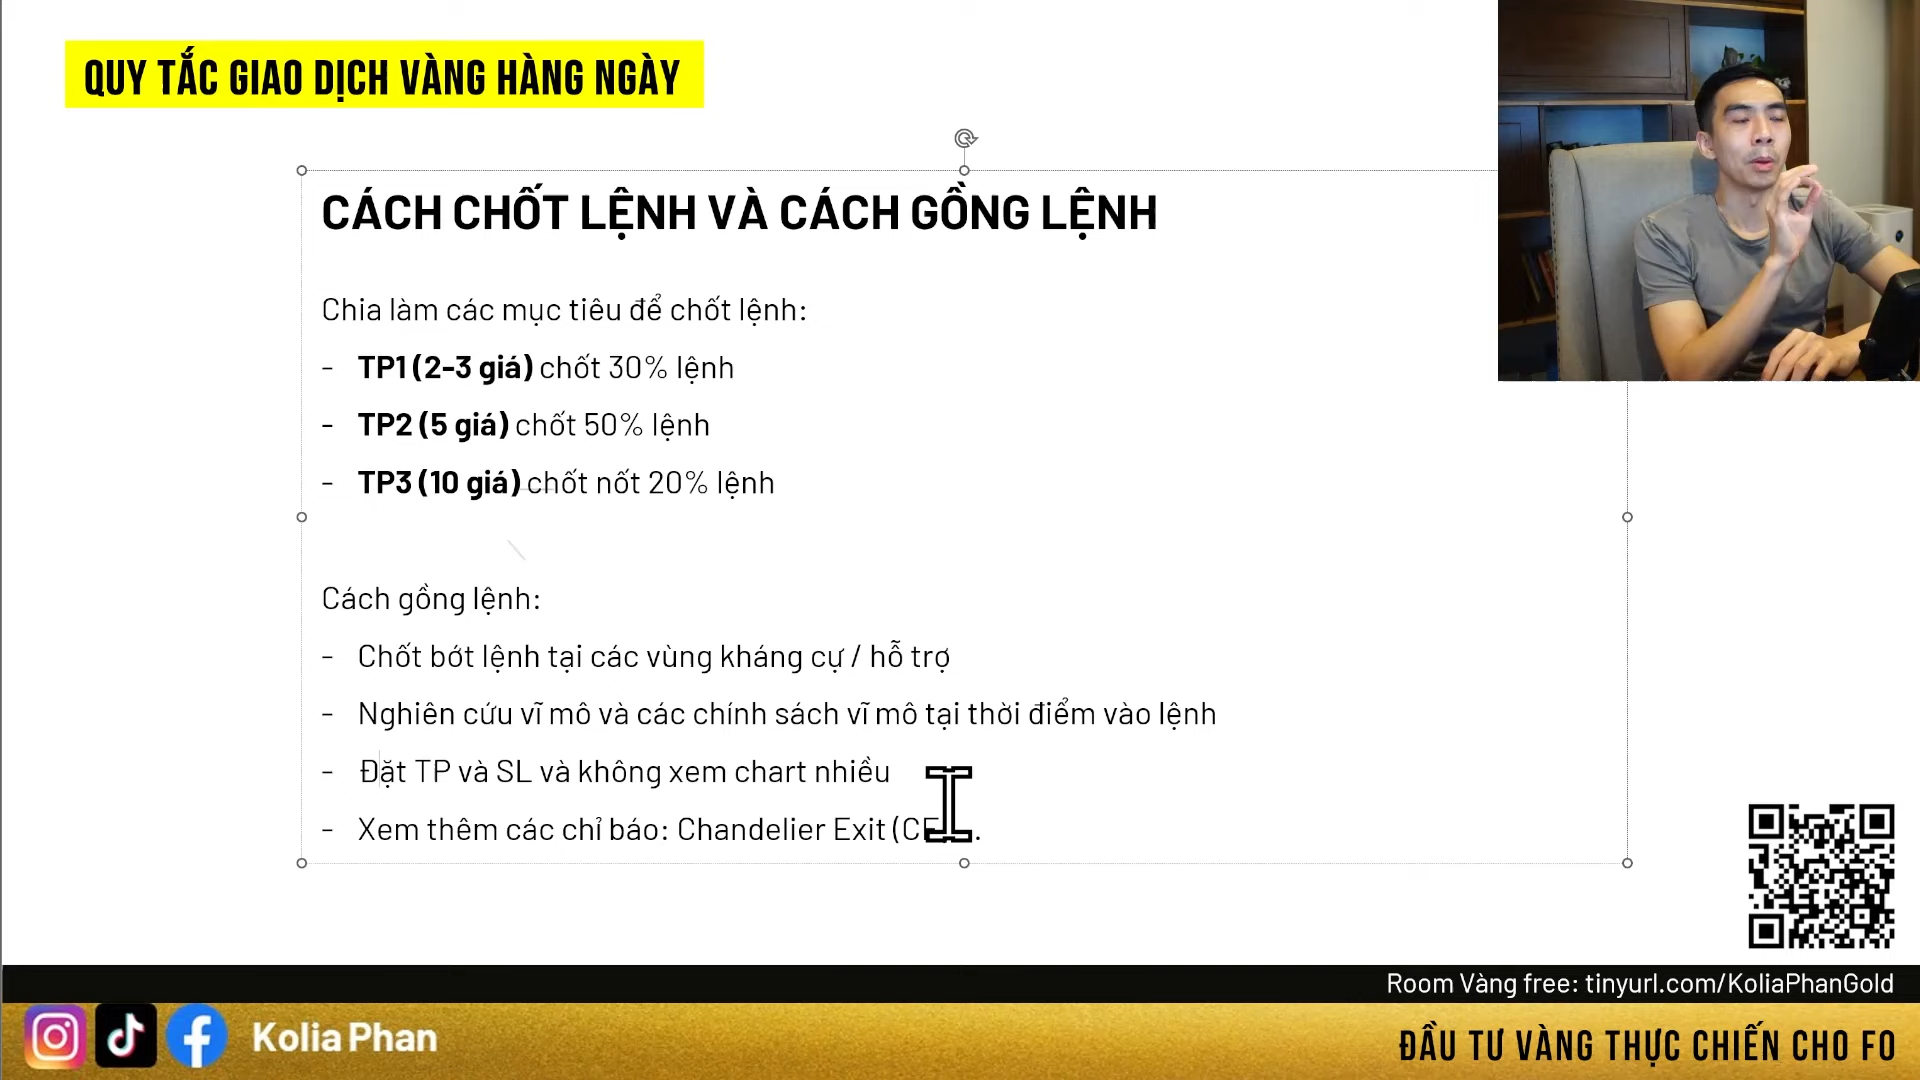 QUY TẮC GIAO DỊCH VÀNG HÀNG NGÀY
CÁCH CHỐT LỆNH VÀ CÁCH GỒNG LỆNH
Chia làm các mục tiêu để chốt lệnh:
- TP1 (2-3 giá) chốt 30% lệnh
- TP2 (5 giá) chốt 50% lệnh
- TP3 (10 giá) chốt nốt 20% lệnh
Cách gồng lệnh:
- Chốt bớt lệnh tại các vùng kháng cự / hỗ trợ
- Nghiên cứu vĩ mô và các chính sách vĩ mô tại thời điểm vào lệnh
- Đặt TP và SL và không xem chart nhiều
- Xem thêm các chỉ báo: Chandelier Exit
Room Vàng free: tinyurl.com/KoliaPhanGold
Kolia Phan
ĐẦU TƯ VÀNG THỰC CHIẾN CHO F0